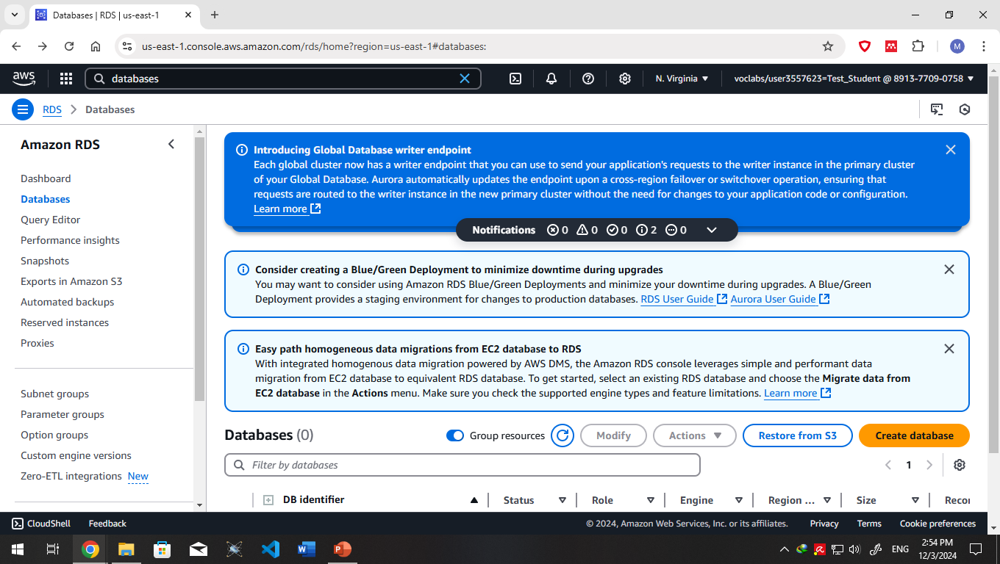 Databases | RDS | us-east-1
us-east-1.console.aws.amazon.com/rds/home?region=us-east-1#databases:
M
aws
databases
N. Virginia
voclabs/user3557623=Test_Student @ 8913-7709-0758
RDS
Databases
Amazon RDS
Dashboard
Databases
Query Editor
Performance insights
Snapshots
Exports in Amazon S3
Automated backups
Reserved instances
Proxies
Subnet groups
Parameter groups
Option groups
Custom engine versions
Zero-ETL integrations New
Introducing Global Database writer endpoint
Each global cluster now has a writer endpoint that you can use to send your application's requests to the writer instance in the primary cluster
of your Global Database. Aurora automatically updates the endpoint upon a cross-region failover or switchover operation, ensuring that
requests are routed to the writer instance in the new primary cluster without the need for changes to your application code or configuration.
Learn more
Notifications 0 0 0 2 0
Consider creating a Blue/Green Deployment to minimize downtime during upgrades
You may want to consider using Amazon RDS Blue/Green Deployments and minimize your downtime during upgrades. A Blue/Green
Deployment provides a staging environment for changes to production databases. RDS User Guide Aurora User Guide
Easy path homogeneous data migrations from EC2 database to RDS
With integrated homogenous data migration powered by AWS DMS, the Amazon RDS console leverages simple and performant data
migration from EC2 database to equivalent RDS database. To get started, select an existing RDS database and choose the Migrate data from
EC2 database in the Actions menu. Make sure you check the supported engine types and feature limitations. Learn more
Databases (0)
Group resources
Modify
Actions
Restore from S3
Create database
Filter by databases
1
DB identifier
Status
Role
Engine
Region ...
Size
Recor
CloudShell
Feedback
© 2024, Amazon Web Services, Inc. or its affiliates.
Privacy
Terms
Cookie preferences
ENG
2:54 PM
12/3/2024